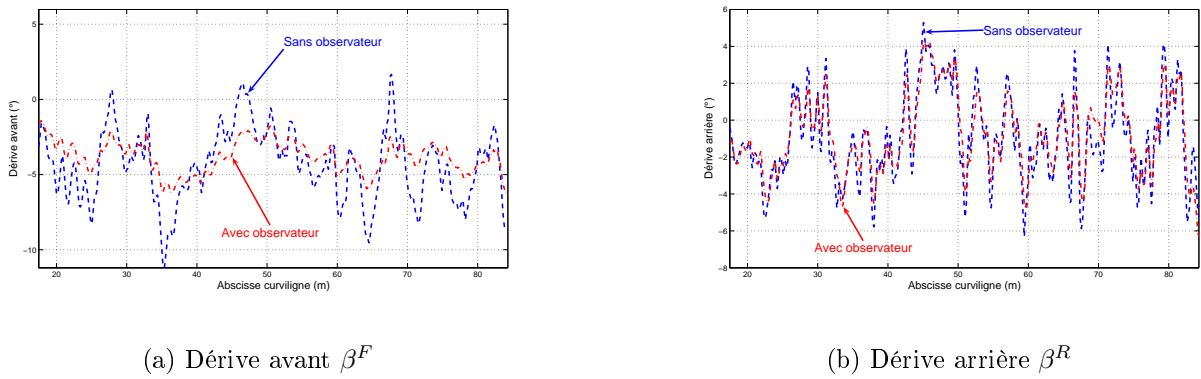 5
0
−5
−10
20
30
40
50
60
70
80
Dérive avant (°)
Abscisse curviligne (m)
Sans observateur
Avec observateur
(a) Dérive avant β^F
6
4
2
0
−2
−4
−6
−8
20
30
40
50
60
70
80
Dérive arrière (°)
Abscisse curviligne (m)
Sans observateur
Avec observateur
(b) Dérive arrière β^R